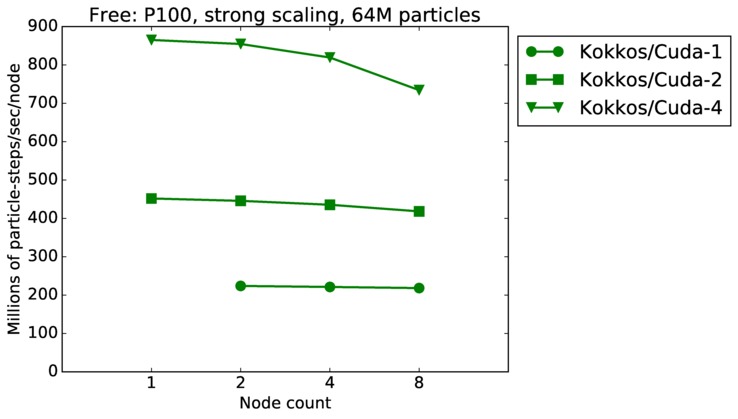 Free: P100, strong scaling, 64M particles
Millions of particle-steps/sec/node
900
800
700
600
500
400
300
200
100
0
1 2 4 8
Node count
Kokkos/Cuda-1
Kokkos/Cuda-2
Kokkos/Cuda-4